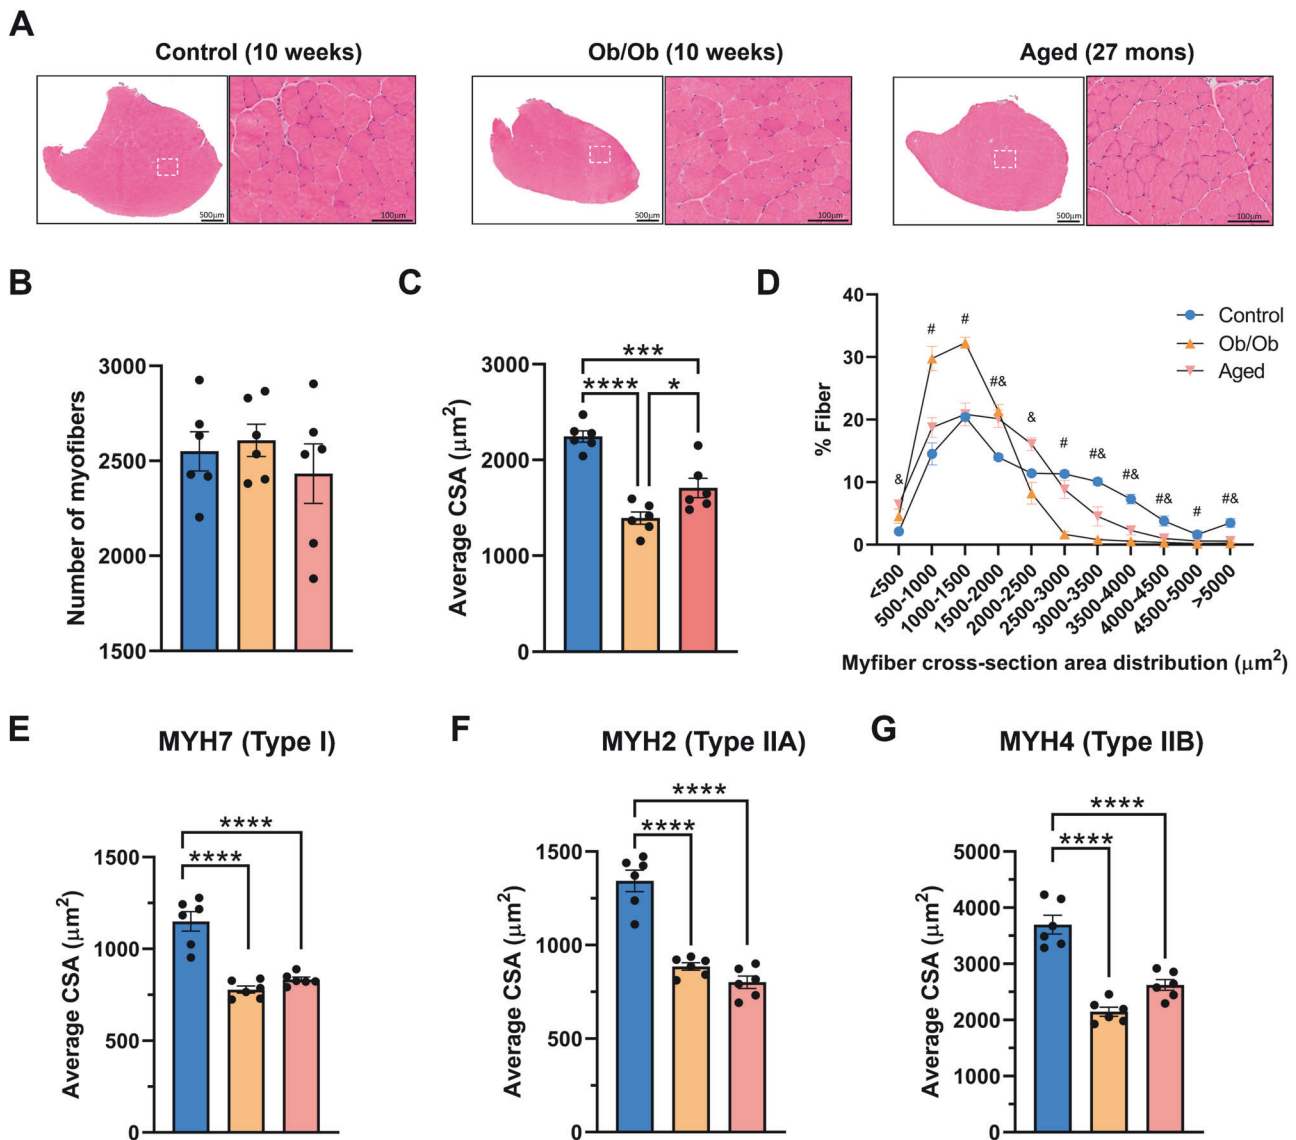 A
Control (10 weeks)
Ob/Ob (10 weeks)
Aged (27 mons)
500μm
100μm
500μm
100μm
500μm
100μm
B
Number of myofibers
3000
2500
2000
1500
C
Average CSA (μm²)
3000
2000
1000
0
***
****
*
D
% Fiber
40
30
20
10
0
&
#
#
#&
&
#
#&
#&
#&
#
#&
Control
Ob/Ob
Aged
<500
500-1000
1000-1500
1500-2000
2000-2500
2500-3000
3000-3500
3500-4000
4000-4500
4500-5000
>5000
Myfiber cross-section area distribution (μm²)
E
MYH7 (Type I)
Average CSA (μm²)
1500
1000
500
0
****
****
F
MYH2 (Type IIA)
Average CSA (μm²)
1500
1000
500
0
****
****
G
MYH4 (Type IIB)
Average CSA (μm²)
5000
4000
3000
2000
1000
0
****
****